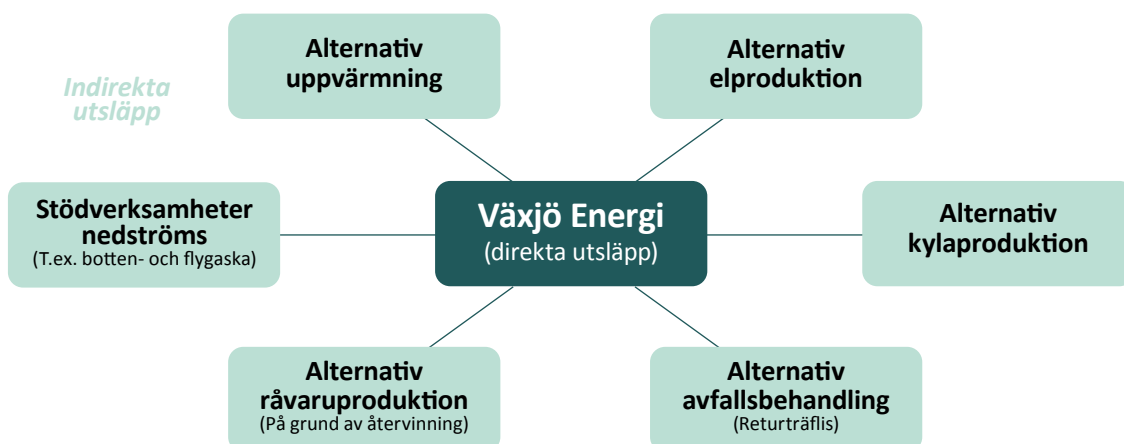 Alternativ
uppvärmning
Alternativ
elproduktion
Indirekta
utsläpp
Stödverksamheter
nedströms
(T.ex. botten- och flygaska)
Växjö Energi
(direkta utsläpp)
Alternativ
kylaproduktion
Alternativ
råvaruproduktion
(På grund av återvinning)
Alternativ
avfallsbehandling
(Returträflis)